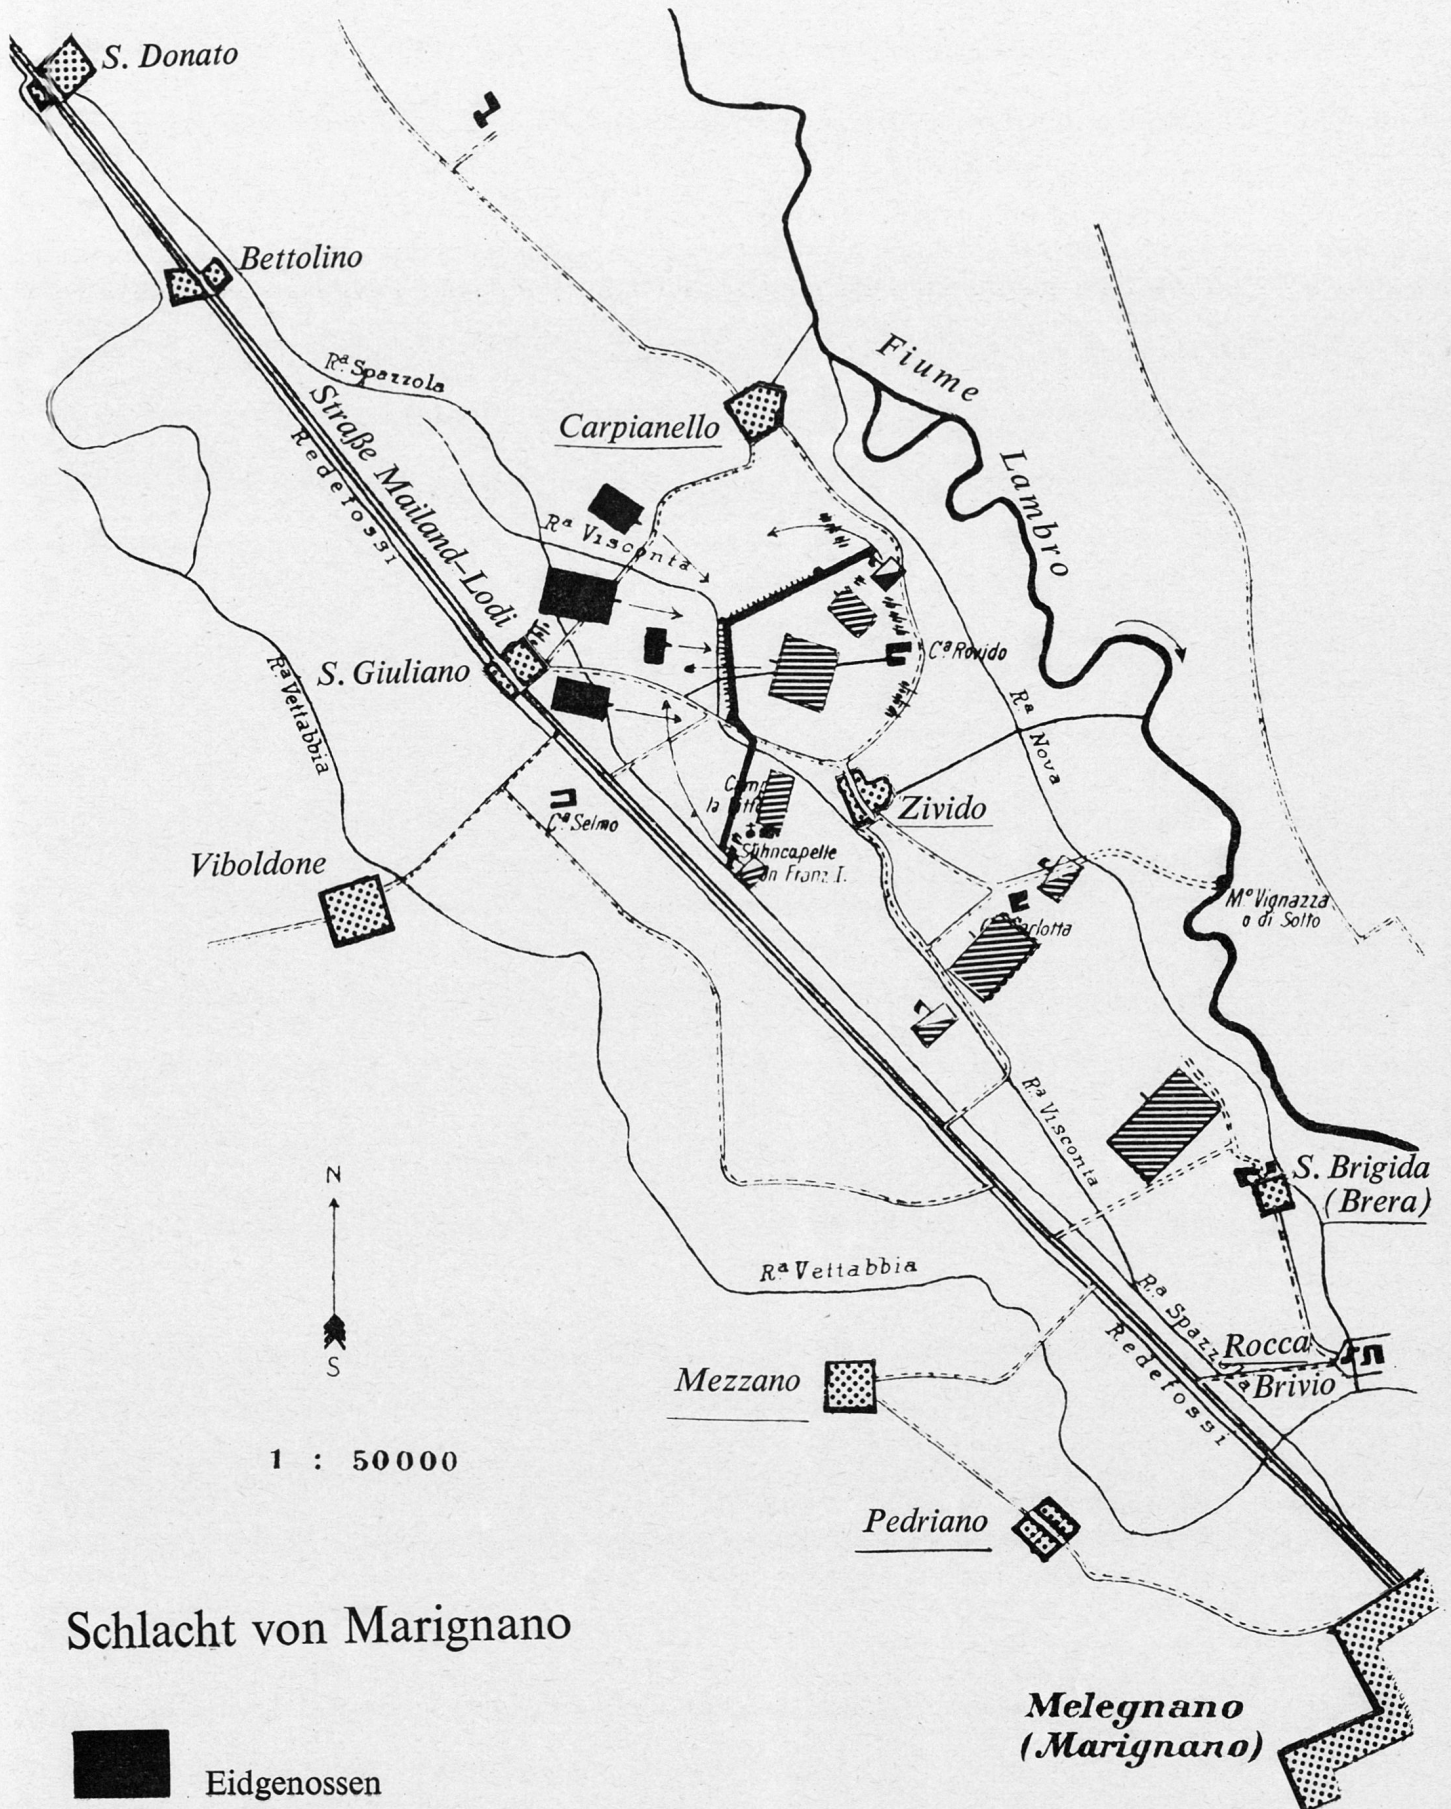 S. Donato
Bettolino
Rª Spazzola
Straße Mailand-Lodi
Redefossi
Fiume
Lambro
Carpianello
Rª Visconta
S. Giuliano
Rª Vettabbia
Cª Rovido
Rª Nova
Cª Selmo
la
Zivido
Sühncapelle
Franz. I.
Viboldone
Mº Vignazza
o di Sotto
N
S
Rª Visconta
S. Brigida
(Brera)
Rª Vettabbia
Rª Spazzola
Redefossi
Rocca
Brivio
Mezzano
1 : 50000
Pedriano
Schlacht von Marignano
Melegnano
(Marignano)
Eidgenossen